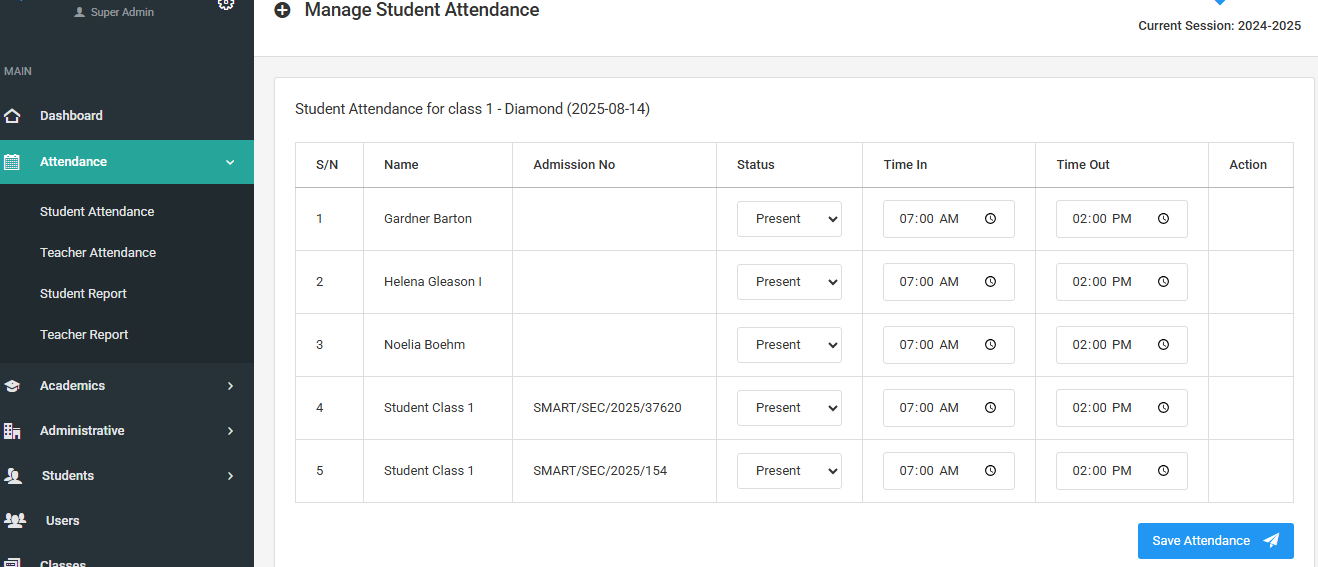 Super Admin
Manage Student Attendance
Current Session: 2024-2025
MAIN
Dashboard
Attendance
Student Attendance
Teacher Attendance
Student Report
Teacher Report
Academics
Administrative
Students
Users
Classes
Student Attendance for class 1 - Diamond (2025-08-14)
S/N Name Admission No Status Time In Time Out Action
1 Gardner Barton Present 07:00 AM 02:00 PM
2 Helena Gleason I Present 07:00 AM 02:00 PM
3 Noelia Boehm Present 07:00 AM 02:00 PM
4 Student Class 1 SMART/SEC/2025/37620 Present 07:00 AM 02:00 PM
5 Student Class 1 SMART/SEC/2025/154 Present 07:00 AM 02:00 PM
Save Attendance